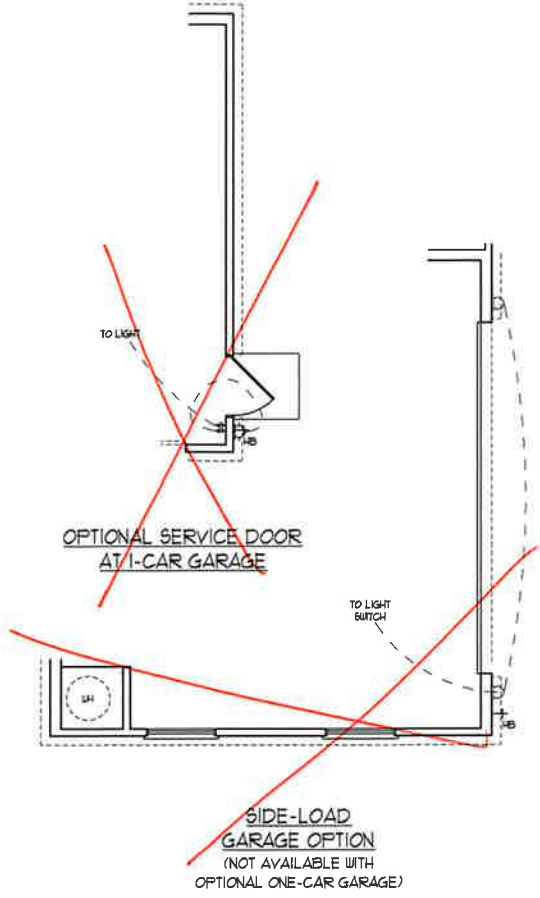 TO LIGHT
HB
OPTIONAL SERVICE DOOR
AT 1-CAR GARAGE
TO LIGHT
SWITCH
WH
HB
SIDE-LOAD
GARAGE OPTION
(NOT AVAILABLE WITH
OPTIONAL ONE-CAR GARAGE)